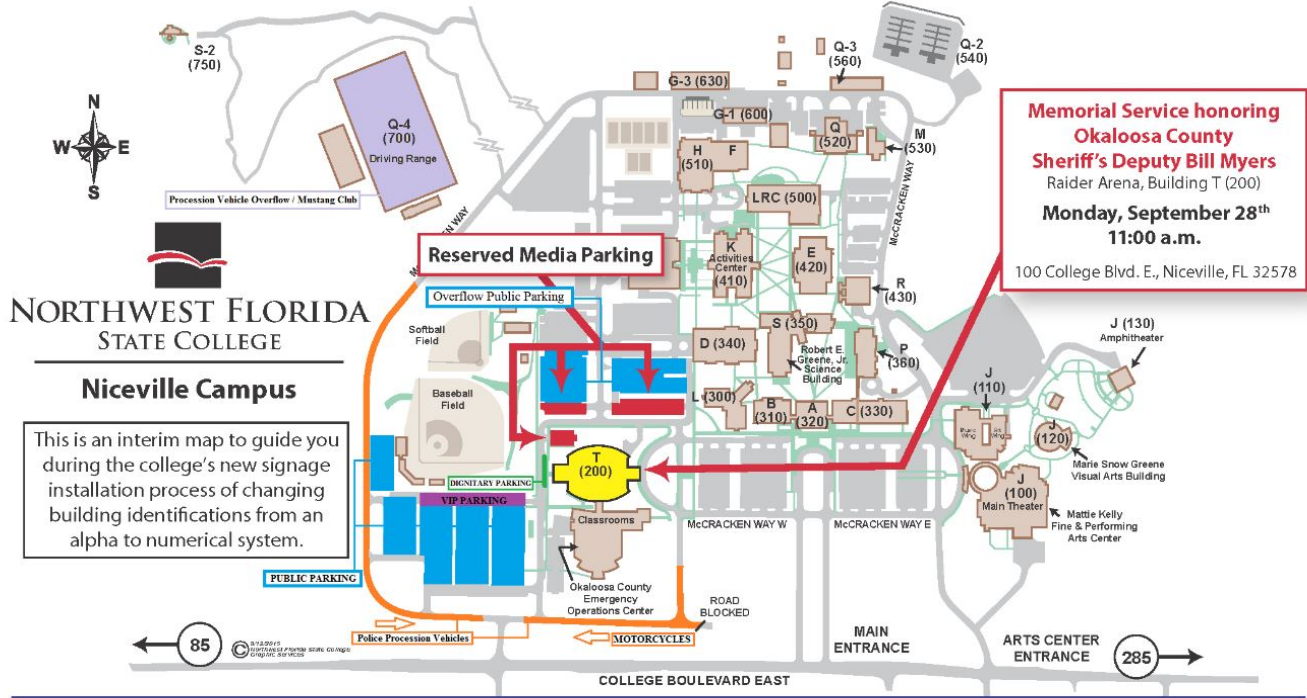 S-2
(750)
N
W
E
S
Q-4
(700)
Driving Range
Procession Vehicle Overflow / Mustang Club
G-3 (630)
G-1 (600)
Q-3
(560)
Q-2
(540)
Q
(520)
M
(530)
H
(510)
F
LRC (500)
McCRACKEN WAY
Memorial Service honoring
Okaloosa County
Sheriff's Deputy Bill Myers
Raider Arena, Building T (200)
Monday, September 28th
11:00 a.m.
100 College Blvd. E., Niceville, FL 32578
NORTHWEST FLORIDA
STATE COLLEGE
Niceville Campus
This is an interim map to guide you
during the college's new signage
installation process of changing
building identifications from an
alpha to numerical system.
WAY
Reserved Media Parking
Overflow Public Parking
K
Activities
Center
(410)
E
(420)
R
(430)
Softball
Field
Baseball
Field
D (340)
S (350)
Robert E.
Greene, Jr.
Science
Building
P
(360)
L (300)
B
(310)
A
(320)
C (330)
J (130)
Amphitheater
J
(110)
J
(120)
Marie Snow Greene
Visual Arts Building
J
(100)
Main Theater
Mattie Kelly
Fine & Performing
Arts Center
T
(200)
DIGNITARY PARKING
VIP PARKING
Classrooms
McCRACKEN WAY W
McCRACKEN WAY E
PUBLIC PARKING
Okaloosa County
Emergency
Operations Center
ROAD
BLOCKED
Police Procession Vehicles
MOTORCYCLES
MAIN
ENTRANCE
ARTS CENTER
ENTRANCE
85
285
©
Northwest Florida State College
Graphic Services
COLLEGE BOULEVARD EAST